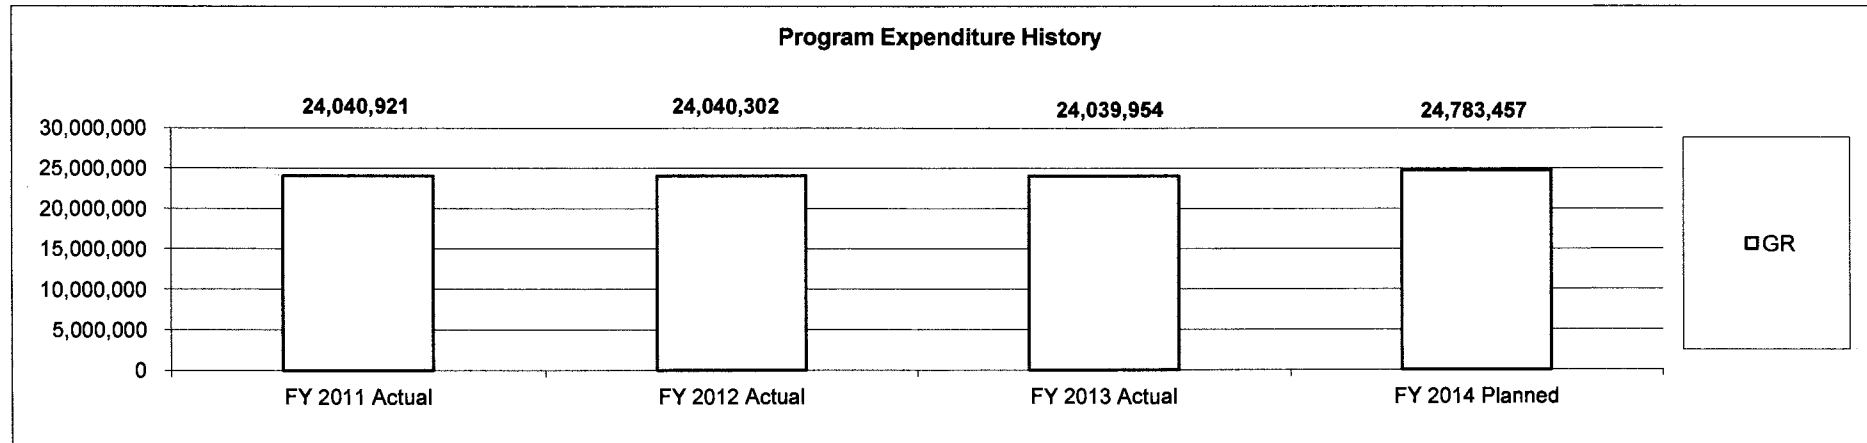 Program Expenditure History
24,040,921 24,040,302 24,039,954 24,783,457
30,000,000
25,000,000
20,000,000
15,000,000
10,000,000
5,000,000
0
GR
FY 2011 Actual FY 2012 Actual FY 2013 Actual FY 2014 Planned